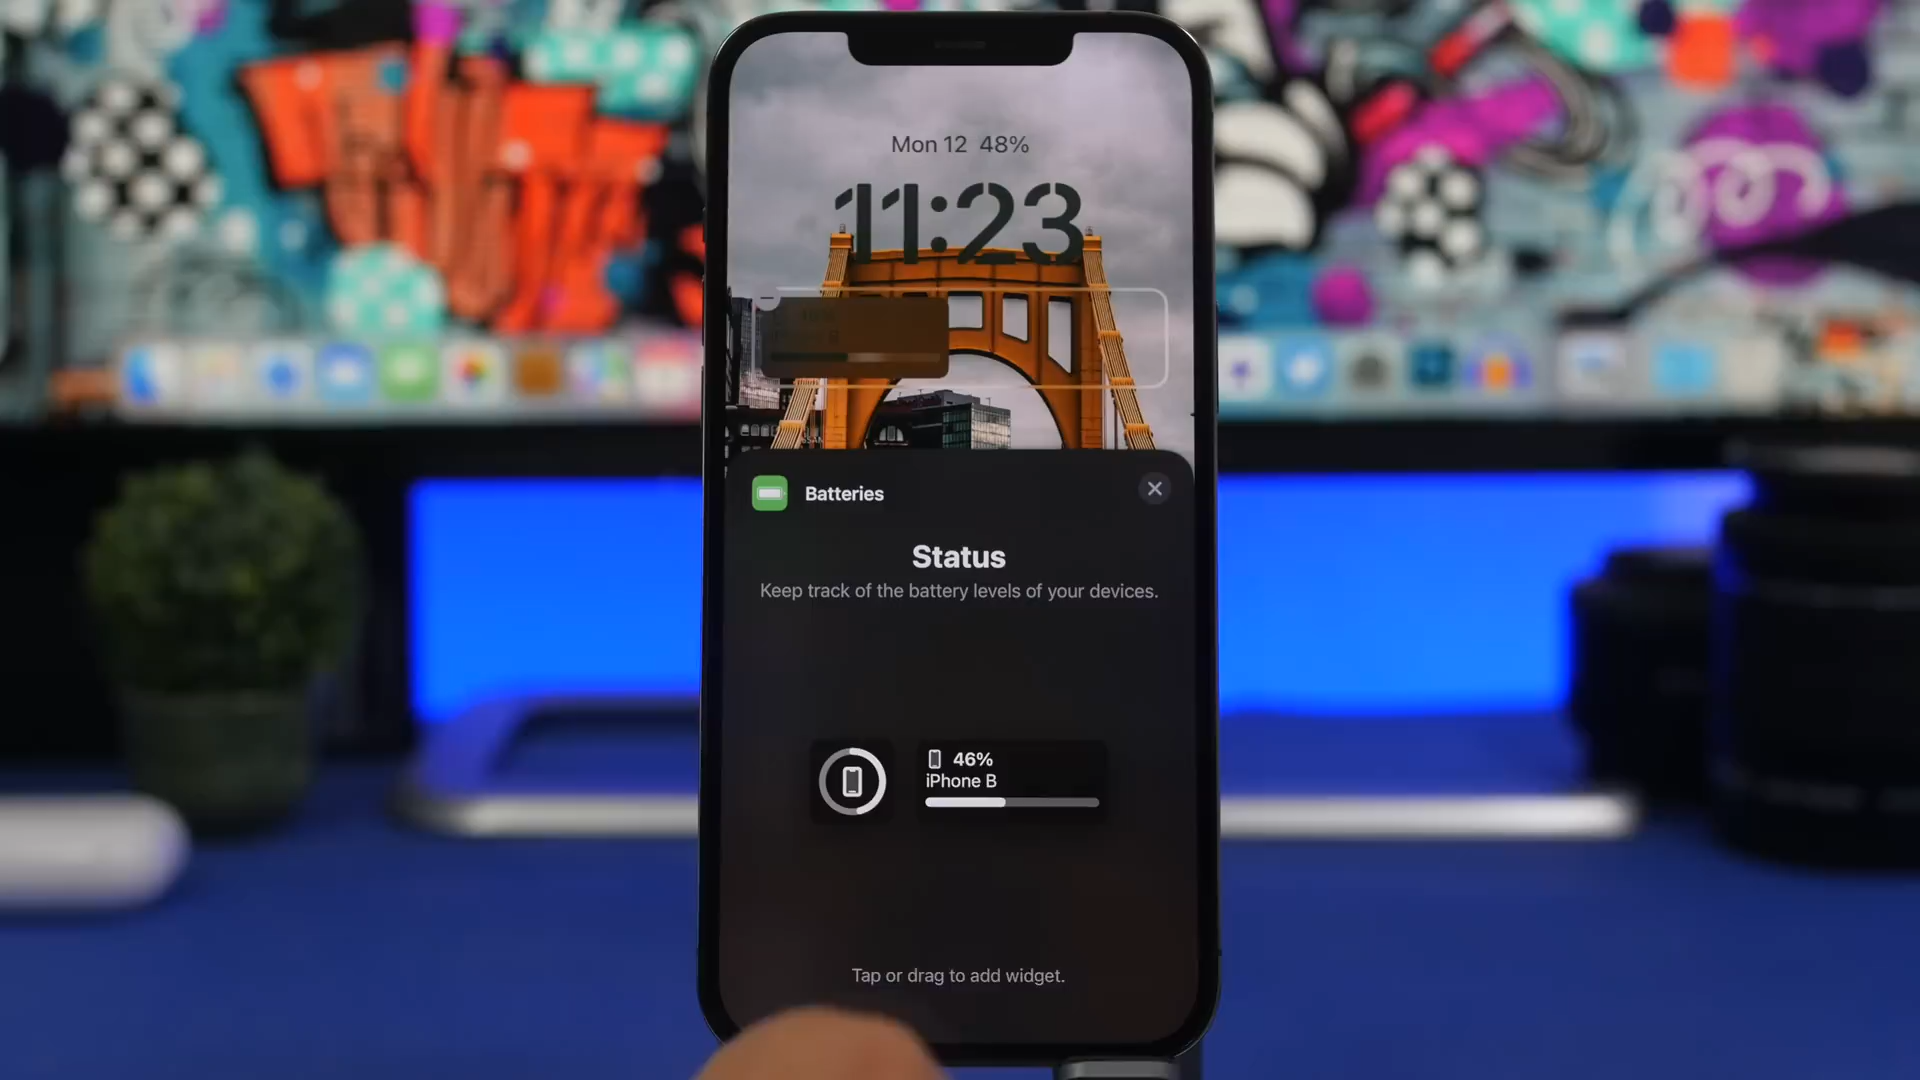 Mon 12 48%
11:23
Batteries
Status
Keep track of the battery levels of your devices.
46%
iPhone B
Tap or drag to add widget.